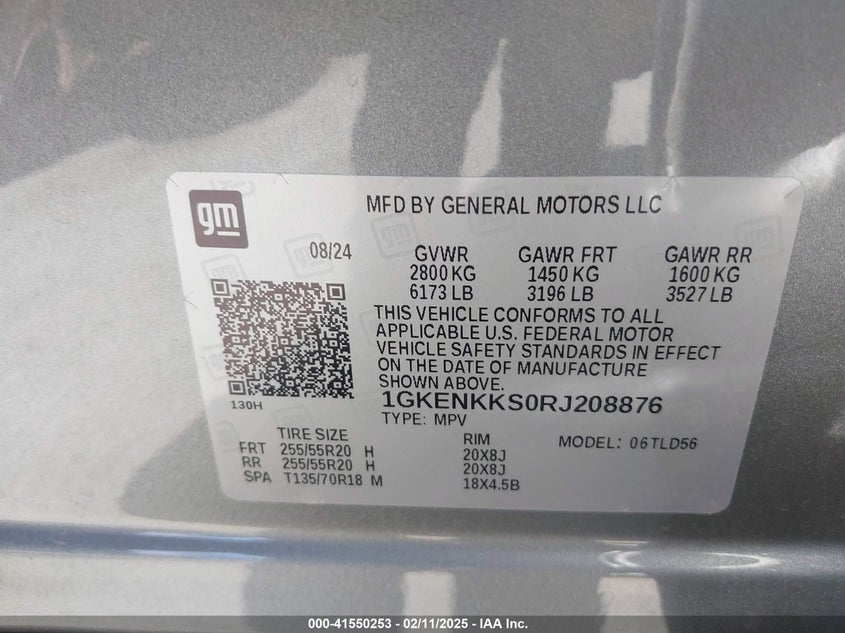 gm
MFD BY GENERAL MOTORS LLC
08/24
GVWR GAWR FRT GAWR RR
2800 KG 1450 KG 1600 KG
6173 LB 3196 LB 3527 LB
THIS VEHICLE CONFORMS TO ALL
APPLICABLE U.S. FEDERAL MOTOR
VEHICLE SAFETY STANDARDS IN EFFECT
ON THE DATE OF MANUFACTURE
SHOWN ABOVE.
1GKENKKS0RJ208876
TYPE: MPV
130H
TIRE SIZE RIM MODEL: 06TLD56
FRT 255/55R20 H 20X8J
RR 255/55R20 H 20X8J
SPA T135/70R18 M 18X4.5B
000-41550253 - 02/11/2025 - IAA Inc.